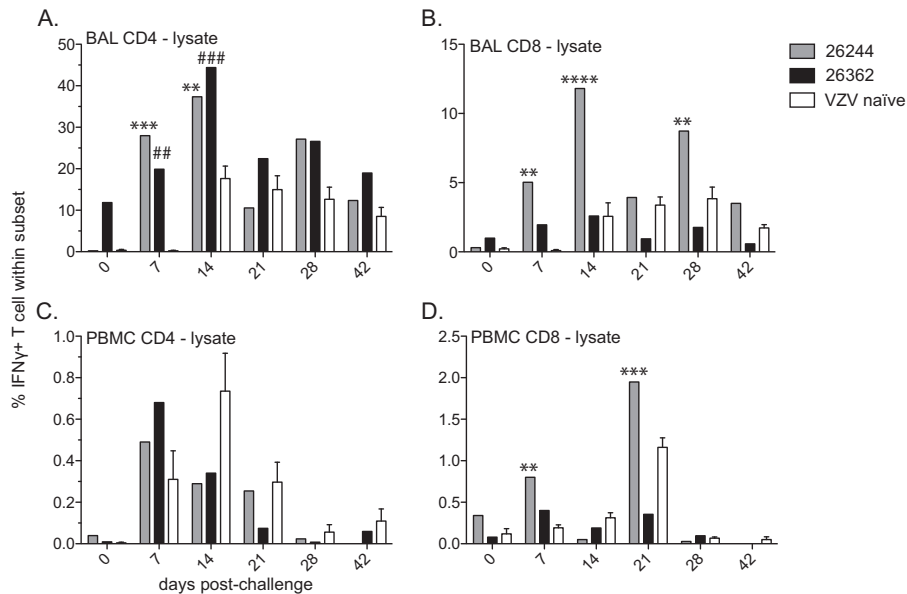 A.
BAL CD4 - lysate
50
40
30
20
10
0
***
##
**
###
0 7 14 21 28 42
B.
BAL CD8 - lysate
15
10
5
0
**
****
**
0 7 14 21 28 42
26244
26362
VZV naïve
% IFNγ+ T cell within subset
C.
PBMC CD4 - lysate
1.0
0.8
0.6
0.4
0.2
0.0
0 7 14 21 28 42
days post-challenge
D.
PBMC CD8 - lysate
2.5
2.0
1.5
1.0
0.5
0.0
**
***
0 7 14 21 28 42